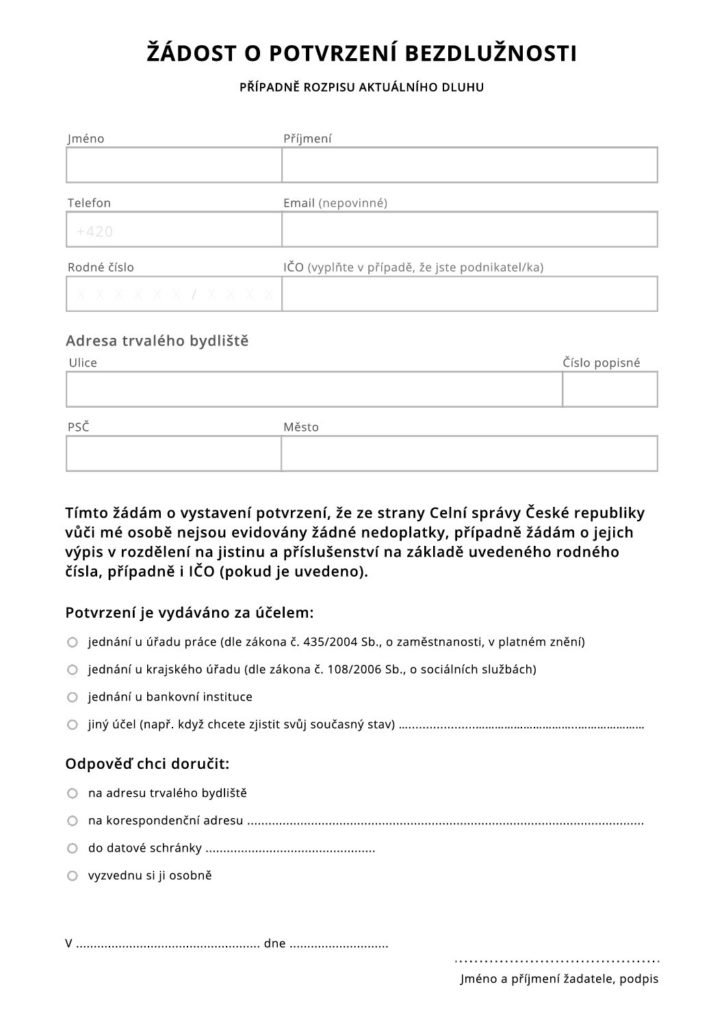 ŽÁDOST O POTVRZENÍ BEZDLUŽNOSTI
PŘÍPADNĚ ROZPISU AKTUÁLNÍHO DLUHU
Jméno Příjmení
Telefon Email (nepovinné)
+420
Rodné číslo IČO (vyplňte v případě, že jste podnikatel/ka)
X X X X X X / X X X X
Adresa trvalého bydliště
Ulice Číslo popisné
PSČ Město
Tímto žádám o vystavení potvrzení, že ze strany Celní správy České republiky
vůči mé osobě nejsou evidovány žádné nedoplatky, případně žádám o jejich
výpis v rozdělení na jistinu a příslušenství na základě uvedeného rodného
čísla, případně i IČO (pokud je uvedeno).
Potvrzení je vydáváno za účelem:
jednání u úřadu práce (dle zákona č. 435/2004 Sb., o zaměstnanosti, v platném znění)
jednání u krajského úřadu (dle zákona č. 108/2006 Sb., o sociálních službách)
jednání u bankovní instituce
jiný účel (např. když chcete zjistit svůj současný stav) ......................................................................
Odpověď chci doručit:
na adresu trvalého bydliště
na korespondenční adresu ................................................................................................................
do datové schránky ................................................
vyzvednu si ji osobně
V .................................................... dne ............................
....................................
Jméno a příjmení žadatele, podpis